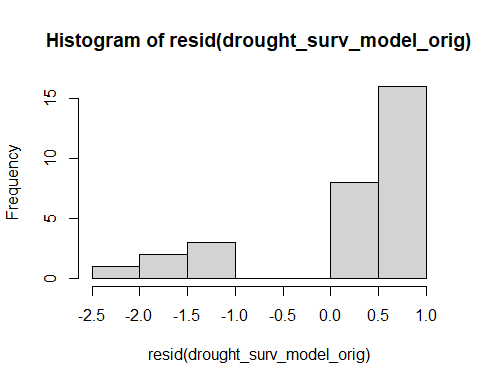 Histogram of resid(drought_surv_model_orig)
Frequency
15
10
5
0
-2.5 -2.0 -1.5 -1.0 -0.5 0.0 0.5 1.0
resid(drought_surv_model_orig)